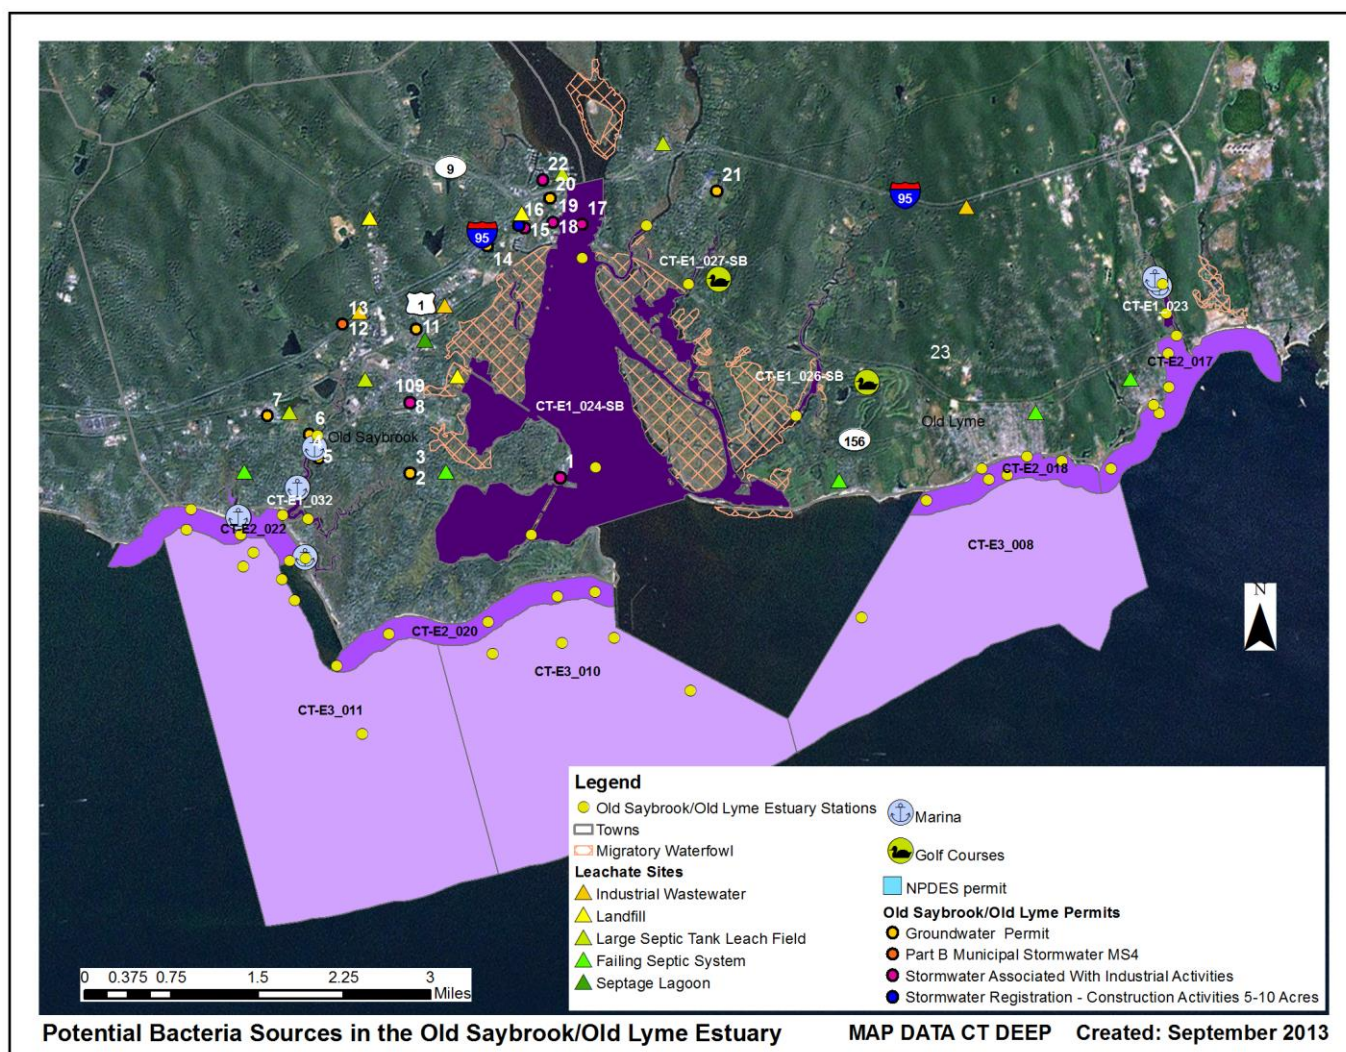 9
22
20
19
21
95
16
17
95
15
18
14
CT-E1_027-SB
CT-E1_023
1
13
12
11
23
CT-E2_017
CT-E1_026-SB
109
7
8
CT-E1_024-SB
6
Old Saybrook
Old Lyme
156
5
3
2
1
CT-E2_018
CT-E1_032
CT-E2_022
CT-E3_008
N
CT-E2_020
CT-E3_010
CT-E3_011
Legend
Old Saybrook/Old Lyme Estuary Stations
Towns
Migratory Waterfowl
Leachate Sites
Industrial Wastewater
Landfill
Large Septic Tank Leach Field
Failing Septic System
Septage Lagoon
Marina
Golf Courses
NPDES permit
Old Saybrook/Old Lyme Permits
Groundwater Permit
Part B Municipal Stormwater MS4
Stormwater Associated With Industrial Activities
Stormwater Registration - Construction Activities 5-10 Acres
0 0.375 0.75 1.5 2.25 3
Miles
Potential Bacteria Sources in the Old Saybrook/Old Lyme Estuary MAP DATA CT DEEP Created: September 2013